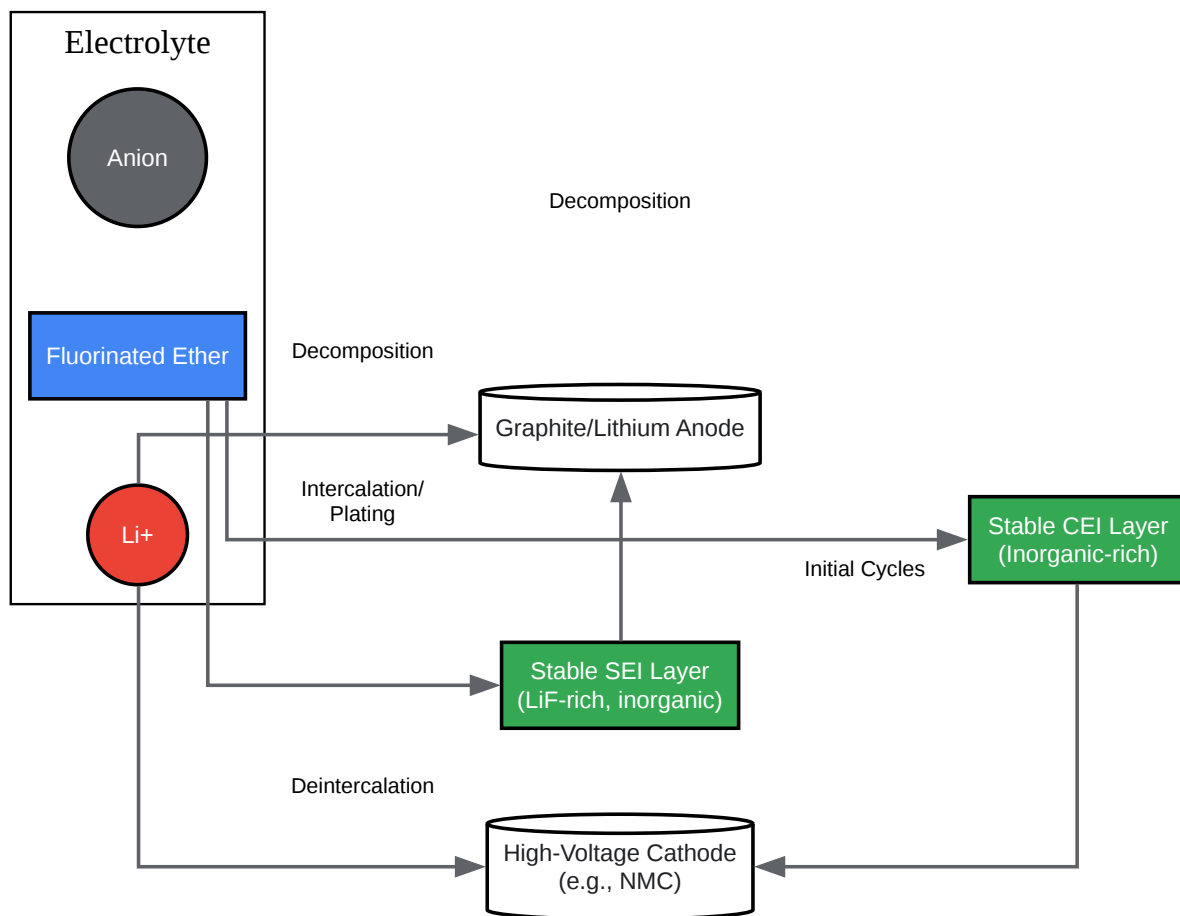 Electrolyte
Anion
Decomposition
Fluorinated Ether
Decomposition
Graphite/Lithium Anode
Intercalation/
Plating
Li+
Stable CEI Layer
(Inorganic-rich)
Initial Cycles
Stable SEI Layer
(LiF-rich, inorganic)
Deintercalation
High-Voltage Cathode
(e.g., NMC)